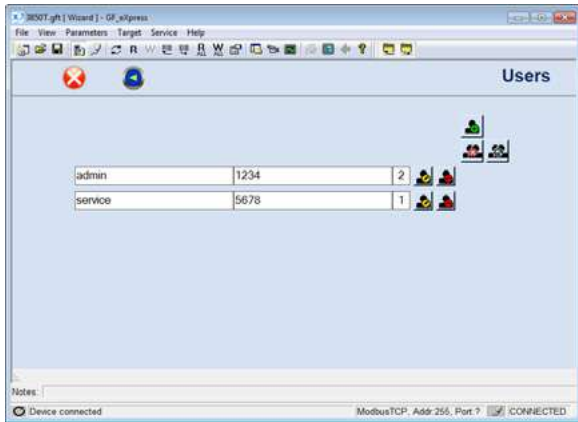 3850T.gft [ Wizard ] - GF_eXpress
File View Parameters Target Service Help
Users
admin 1234 2
service 5678 1
Notes:
Device connected ModbusTCP, Addr:255, Port:? CONNECTED